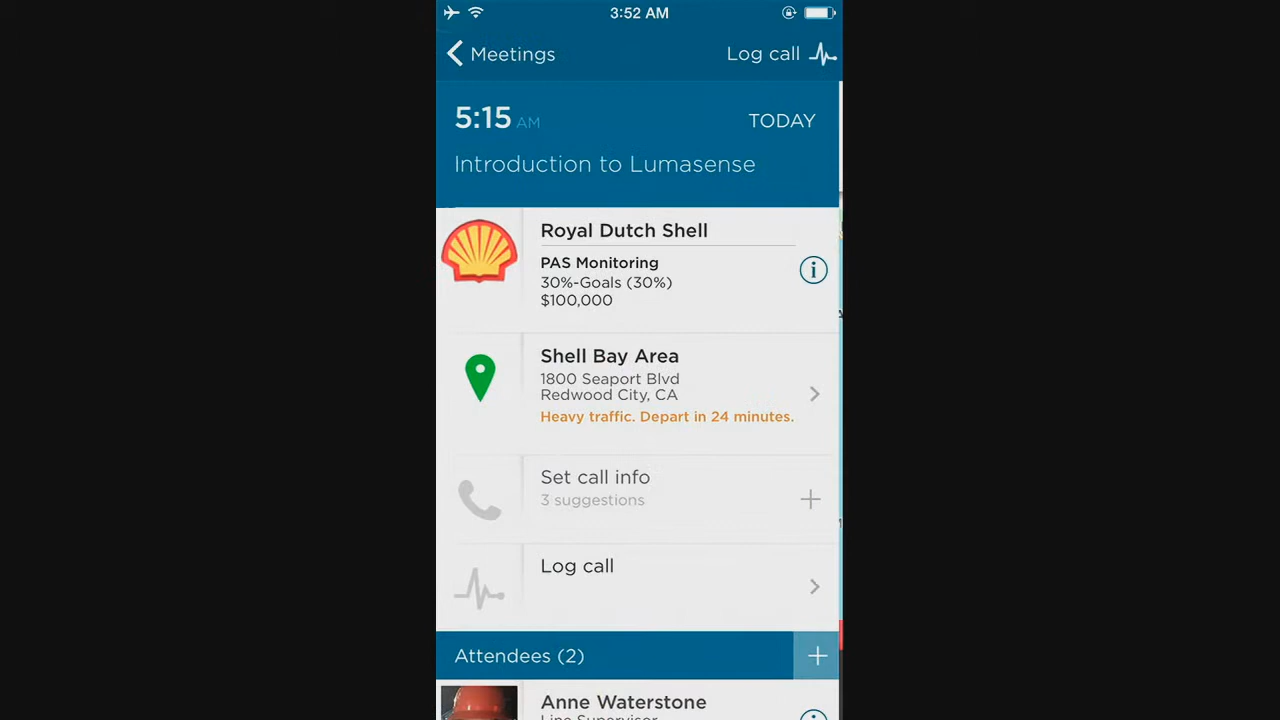 3:52 AM
Meetings
Log call
5:15 AM
TODAY
Introduction to Lumasense
Royal Dutch Shell
PAS Monitoring
30%-Goals (30%)
$100,000
Shell Bay Area
1800 Seaport Blvd
Redwood City, CA
Heavy traffic. Depart in 24 minutes.
Set call info
3 suggestions
Log call
Attendees (2)
Anne Waterstone
Line Supervisor